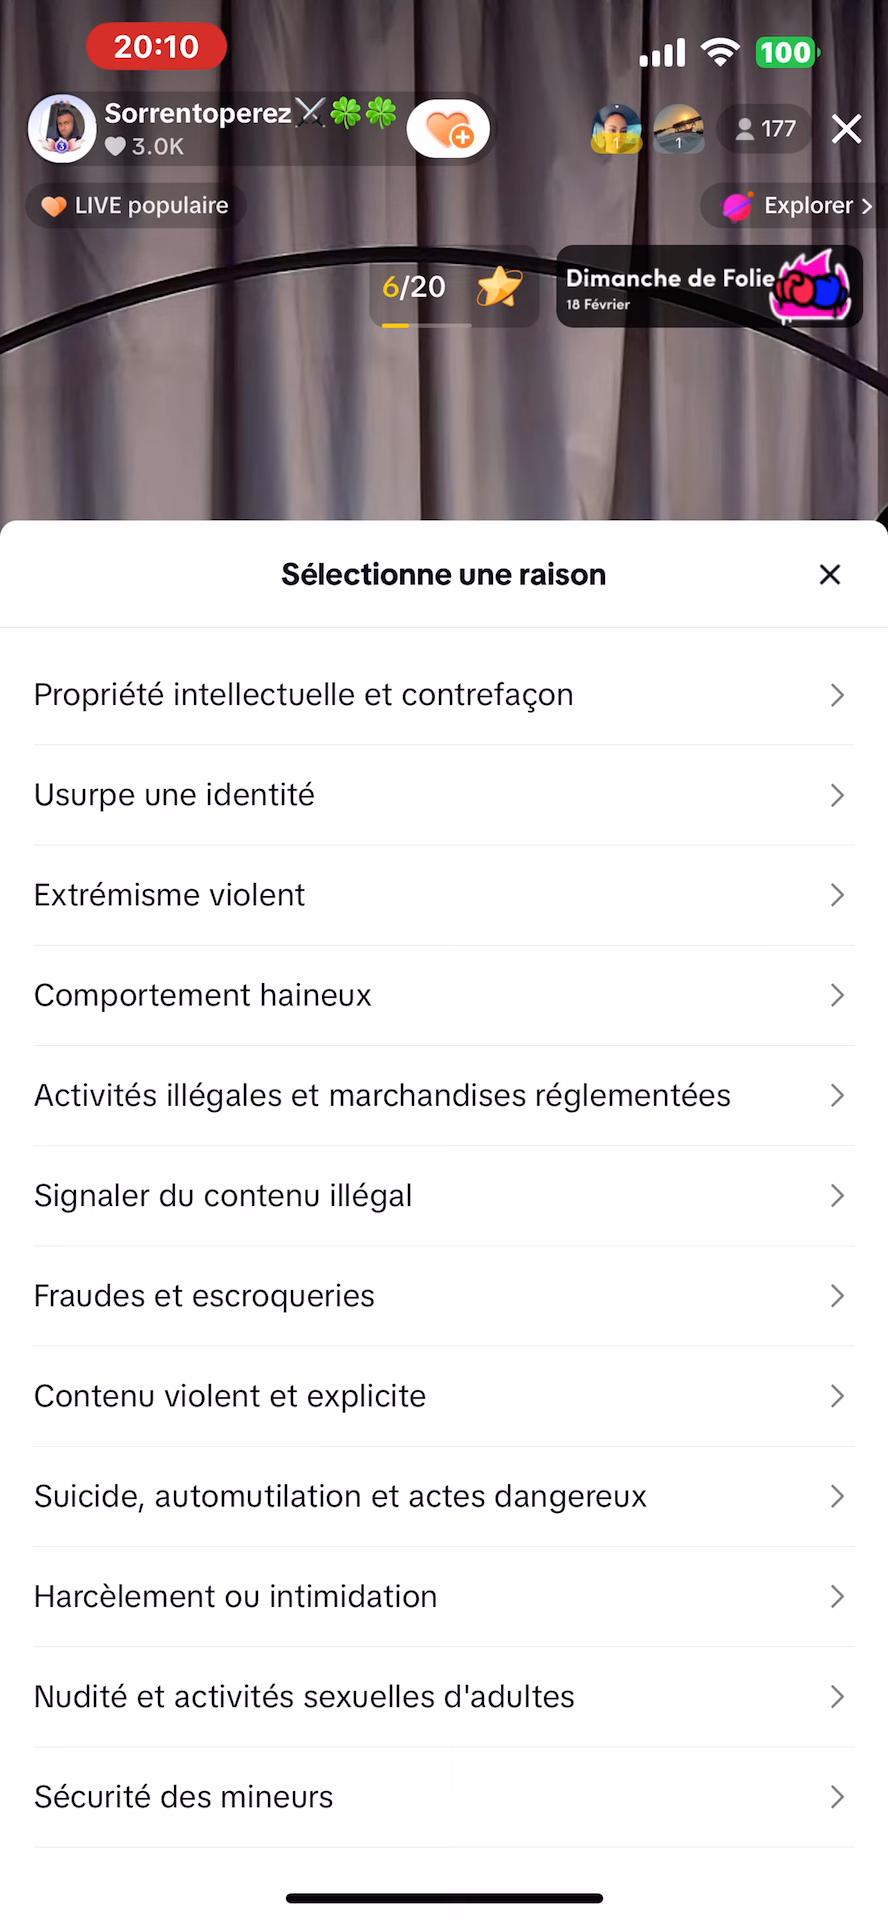 20:10
100
Sorrentoperez⚔️🍀🍀
3.0K
3
1
1
177
LIVE populaire
Explorer >
6/20
Dimanche de Folie
18 Février
Sélectionne une raison
Propriété intellectuelle et contrefaçon
Usurpe une identité
Extrémisme violent
Comportement haineux
Activités illégales et marchandises réglementées
Signaler du contenu illégal
Fraudes et escroqueries
Contenu violent et explicite
Suicide, automutilation et actes dangereux
Harcèlement ou intimidation
Nudité et activités sexuelles d'adultes
Sécurité des mineurs